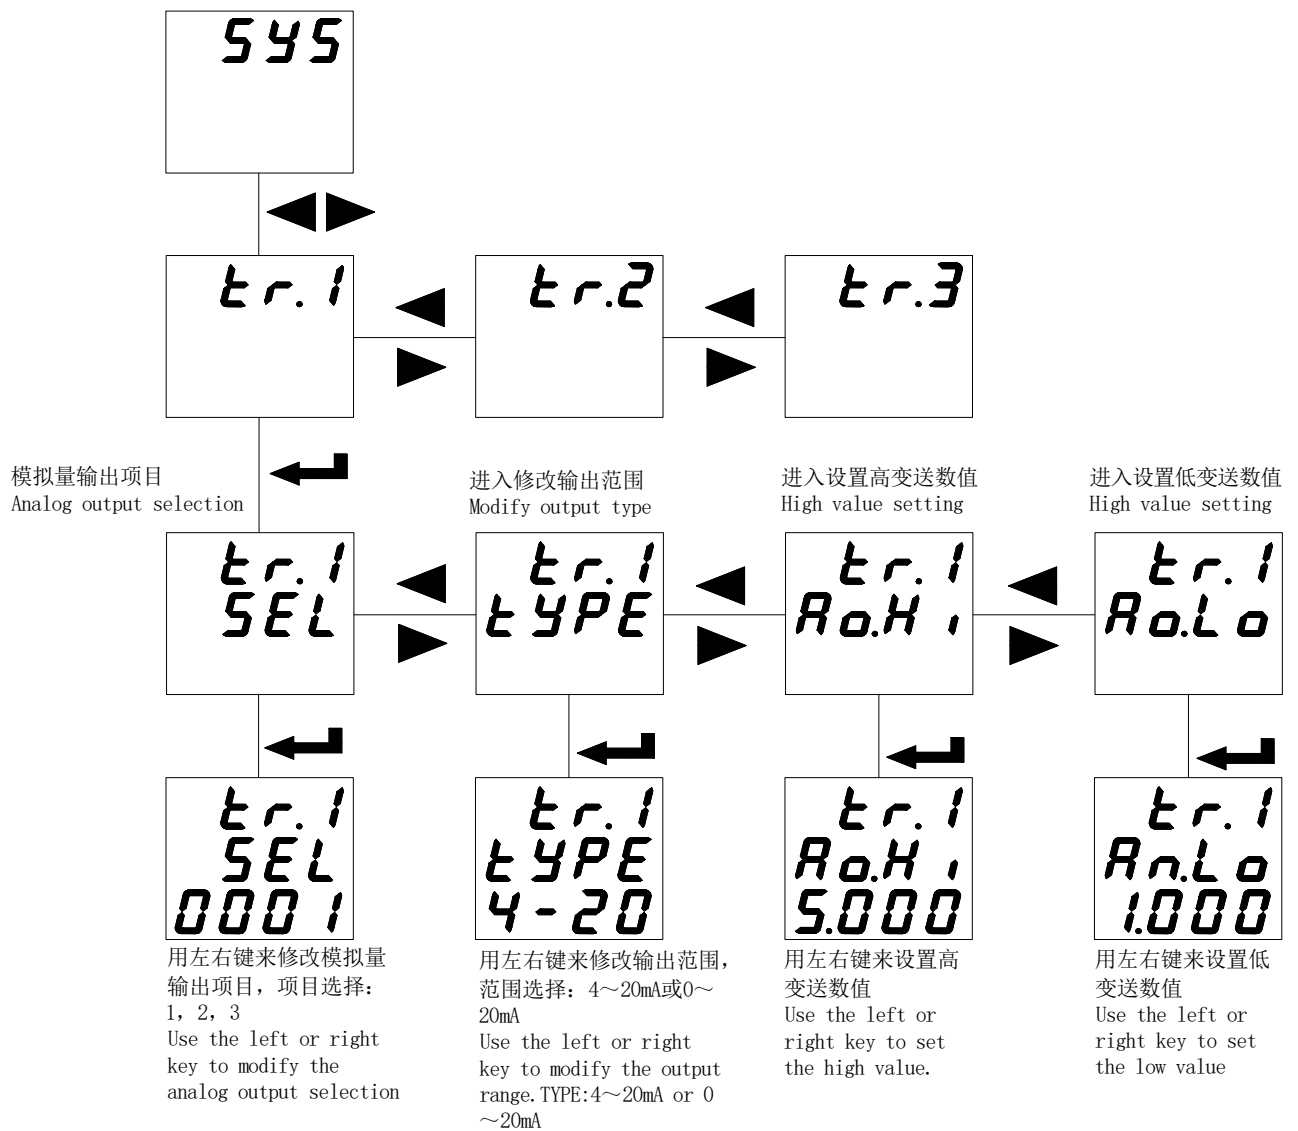 SYS
tr.1
tr.2
tr.3
模拟量输出项目
Analog output selection
进入修改输出范围
Modify output type
进入设置高变送数值
High value setting
进入设置低变送数值
High value setting
tr.1
SEL
tr.1
tYPE
tr.1
Ao.Hi
tr.1
Ao.Lo
tr.1
SEL
0001
tr.1
tYPE
4-20
tr.1
Ao.Hi
5.000
tr.1
An.Lo
1.000
用左右键来修改模拟量
输出项目，项目选择：
1，2，3
Use the left or right
key to modify the
analog output selection
用左右键来修改输出范围，
范围选择：4～20mA或0～
20mA
Use the left or right
key to modify the output
range.TYPE:4～20mA or 0
～20mA
用左右键来设置高
变送数值
Use the left or
right key to set
the high value.
用左右键来设置低
变送数值
Use the left or
right key to set
the low value